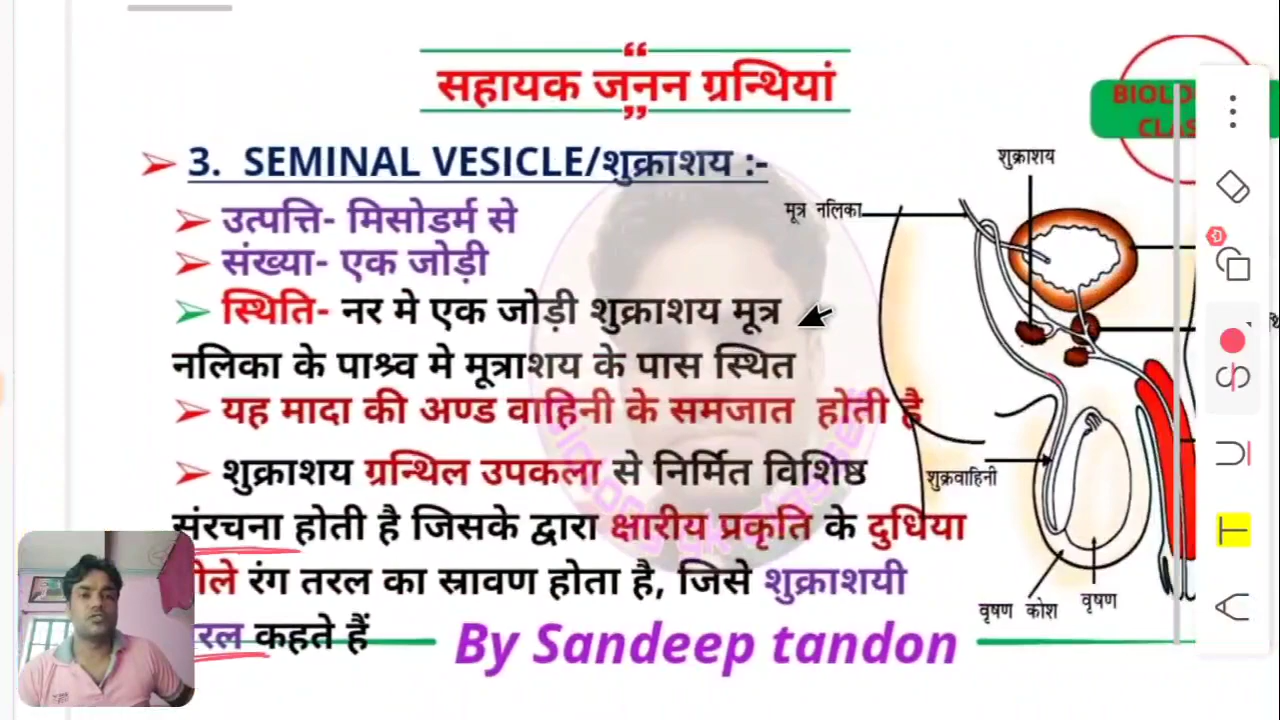 “
सहायक जनन ग्रन्थियां
”
BIOLO
CLAS
➢ 3. SEMINAL VESICLE/शुक्राशय :-
➢ उत्पत्ति- मिसोडर्म से
➢ संख्या- एक जोड़ी
➢ स्थिति- नर मे एक जोड़ी शुक्राशय मूत्र
नलिका के पाश्र्व मे मूत्राशय के पास स्थित
➢ यह मादा की अण्ड वाहिनी के समजात होती है
➢ शुक्राशय ग्रन्थिल उपकला से निर्मित विशिष्ठ
संरचना होती है जिसके द्वारा क्षारीय प्रकृति के दुधिया
रंग तरल का स्रावण होता है, जिसे शुक्राशयी
कहते हैं
By Sandeep tandon
शुक्राशय
मूत्र नलिका
शुक्रवाहिनी
वृषण कोश
वृषण